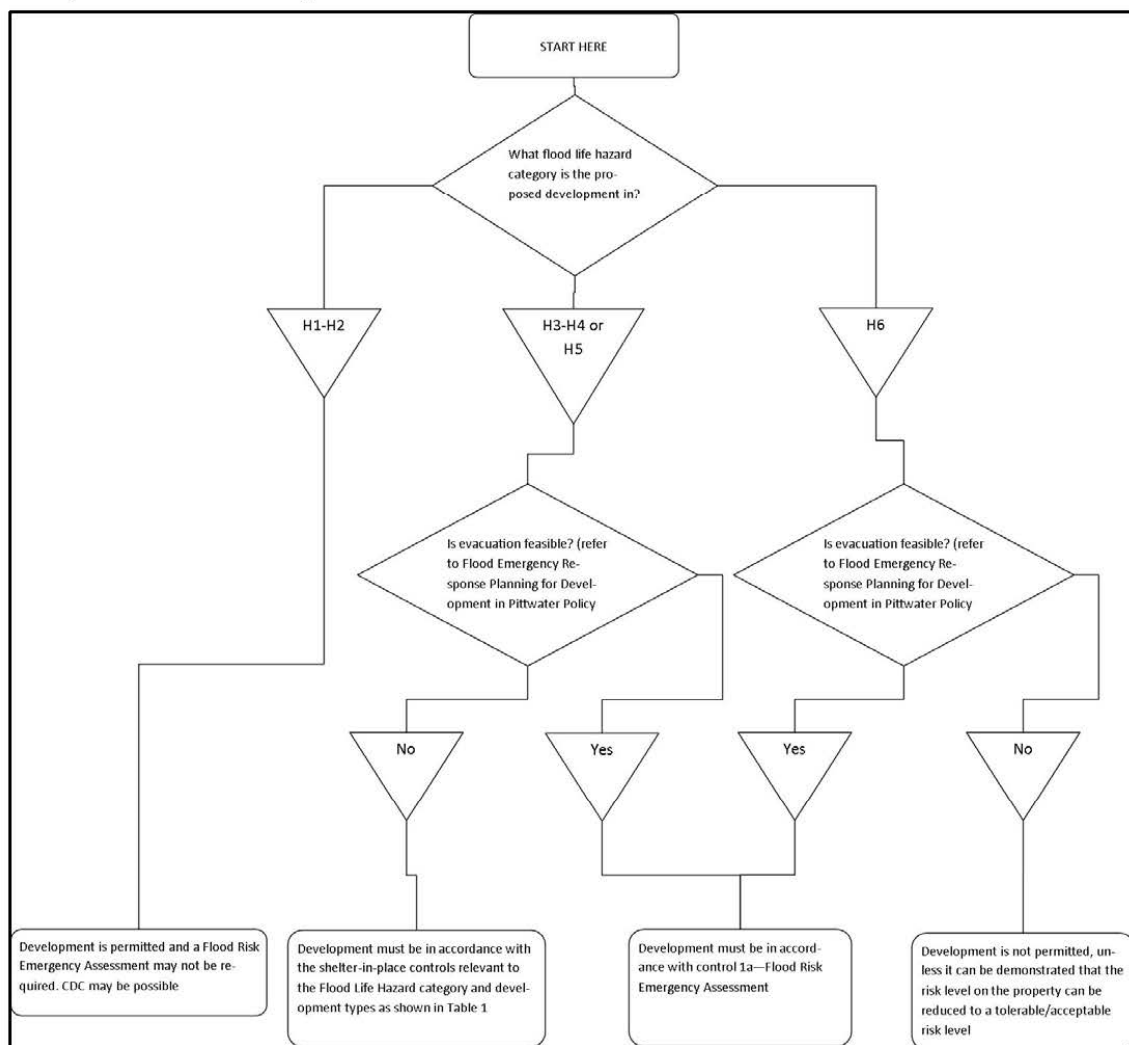 START HERE
What flood life hazard
category is the pro-
posed development in?
H1-H2
H3-H4 or
H5
H6
Is evacuation feasible? (refer
to Flood Emergency Re-
sponse Planning for Devel-
opment in Pittwater Policy
Is evacuation feasible? (refer
to Flood Emergency Re-
sponse Planning for Devel-
opment in Pittwater Policy
No
Yes
Yes
No
Development is permitted and a Flood Risk
Emergency Assessment may not be re-
quired. CDC may be possible
Development must be in accordance with
the shelter-in-place controls relevant to
the Flood Life Hazard category and devel-
opment types as shown in Table 1
Development must be in accord-
ance with control 1a—Flood Risk
Emergency Assessment
Development is not permitted, un-
less it can be demonstrated that the
risk level on the property can be
reduced to a tolerable/acceptable
risk level